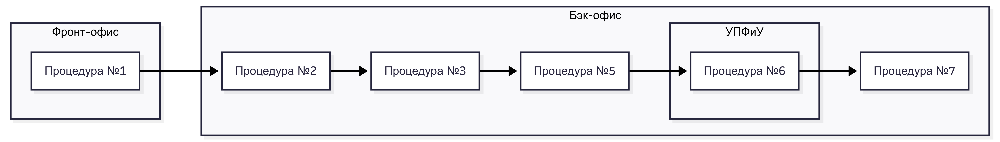 Бэк-офис
Фронт-офис
УПФиУ
Процедура №1
Процедура №2
Процедура №3
Процедура №5
Процедура №6
Процедура №7